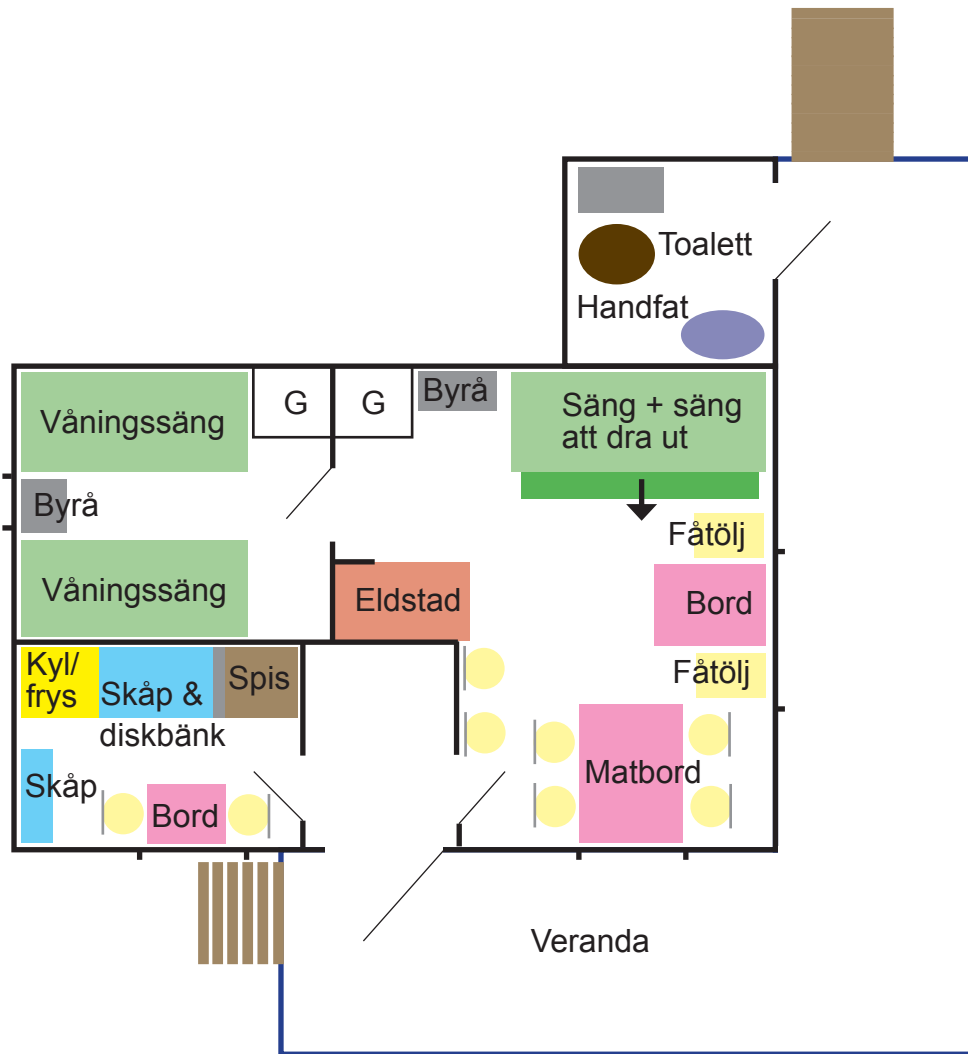 Toalett
Handfat
Våningssäng
G
G
Byrå
Säng + säng
att dra ut
Byrå
Fåtölj
Våningssäng
Eldstad
Bord
Kyl/
frys
Skåp &
diskbänk
Spis
Fåtölj
Skåp
Bord
Matbord
Veranda